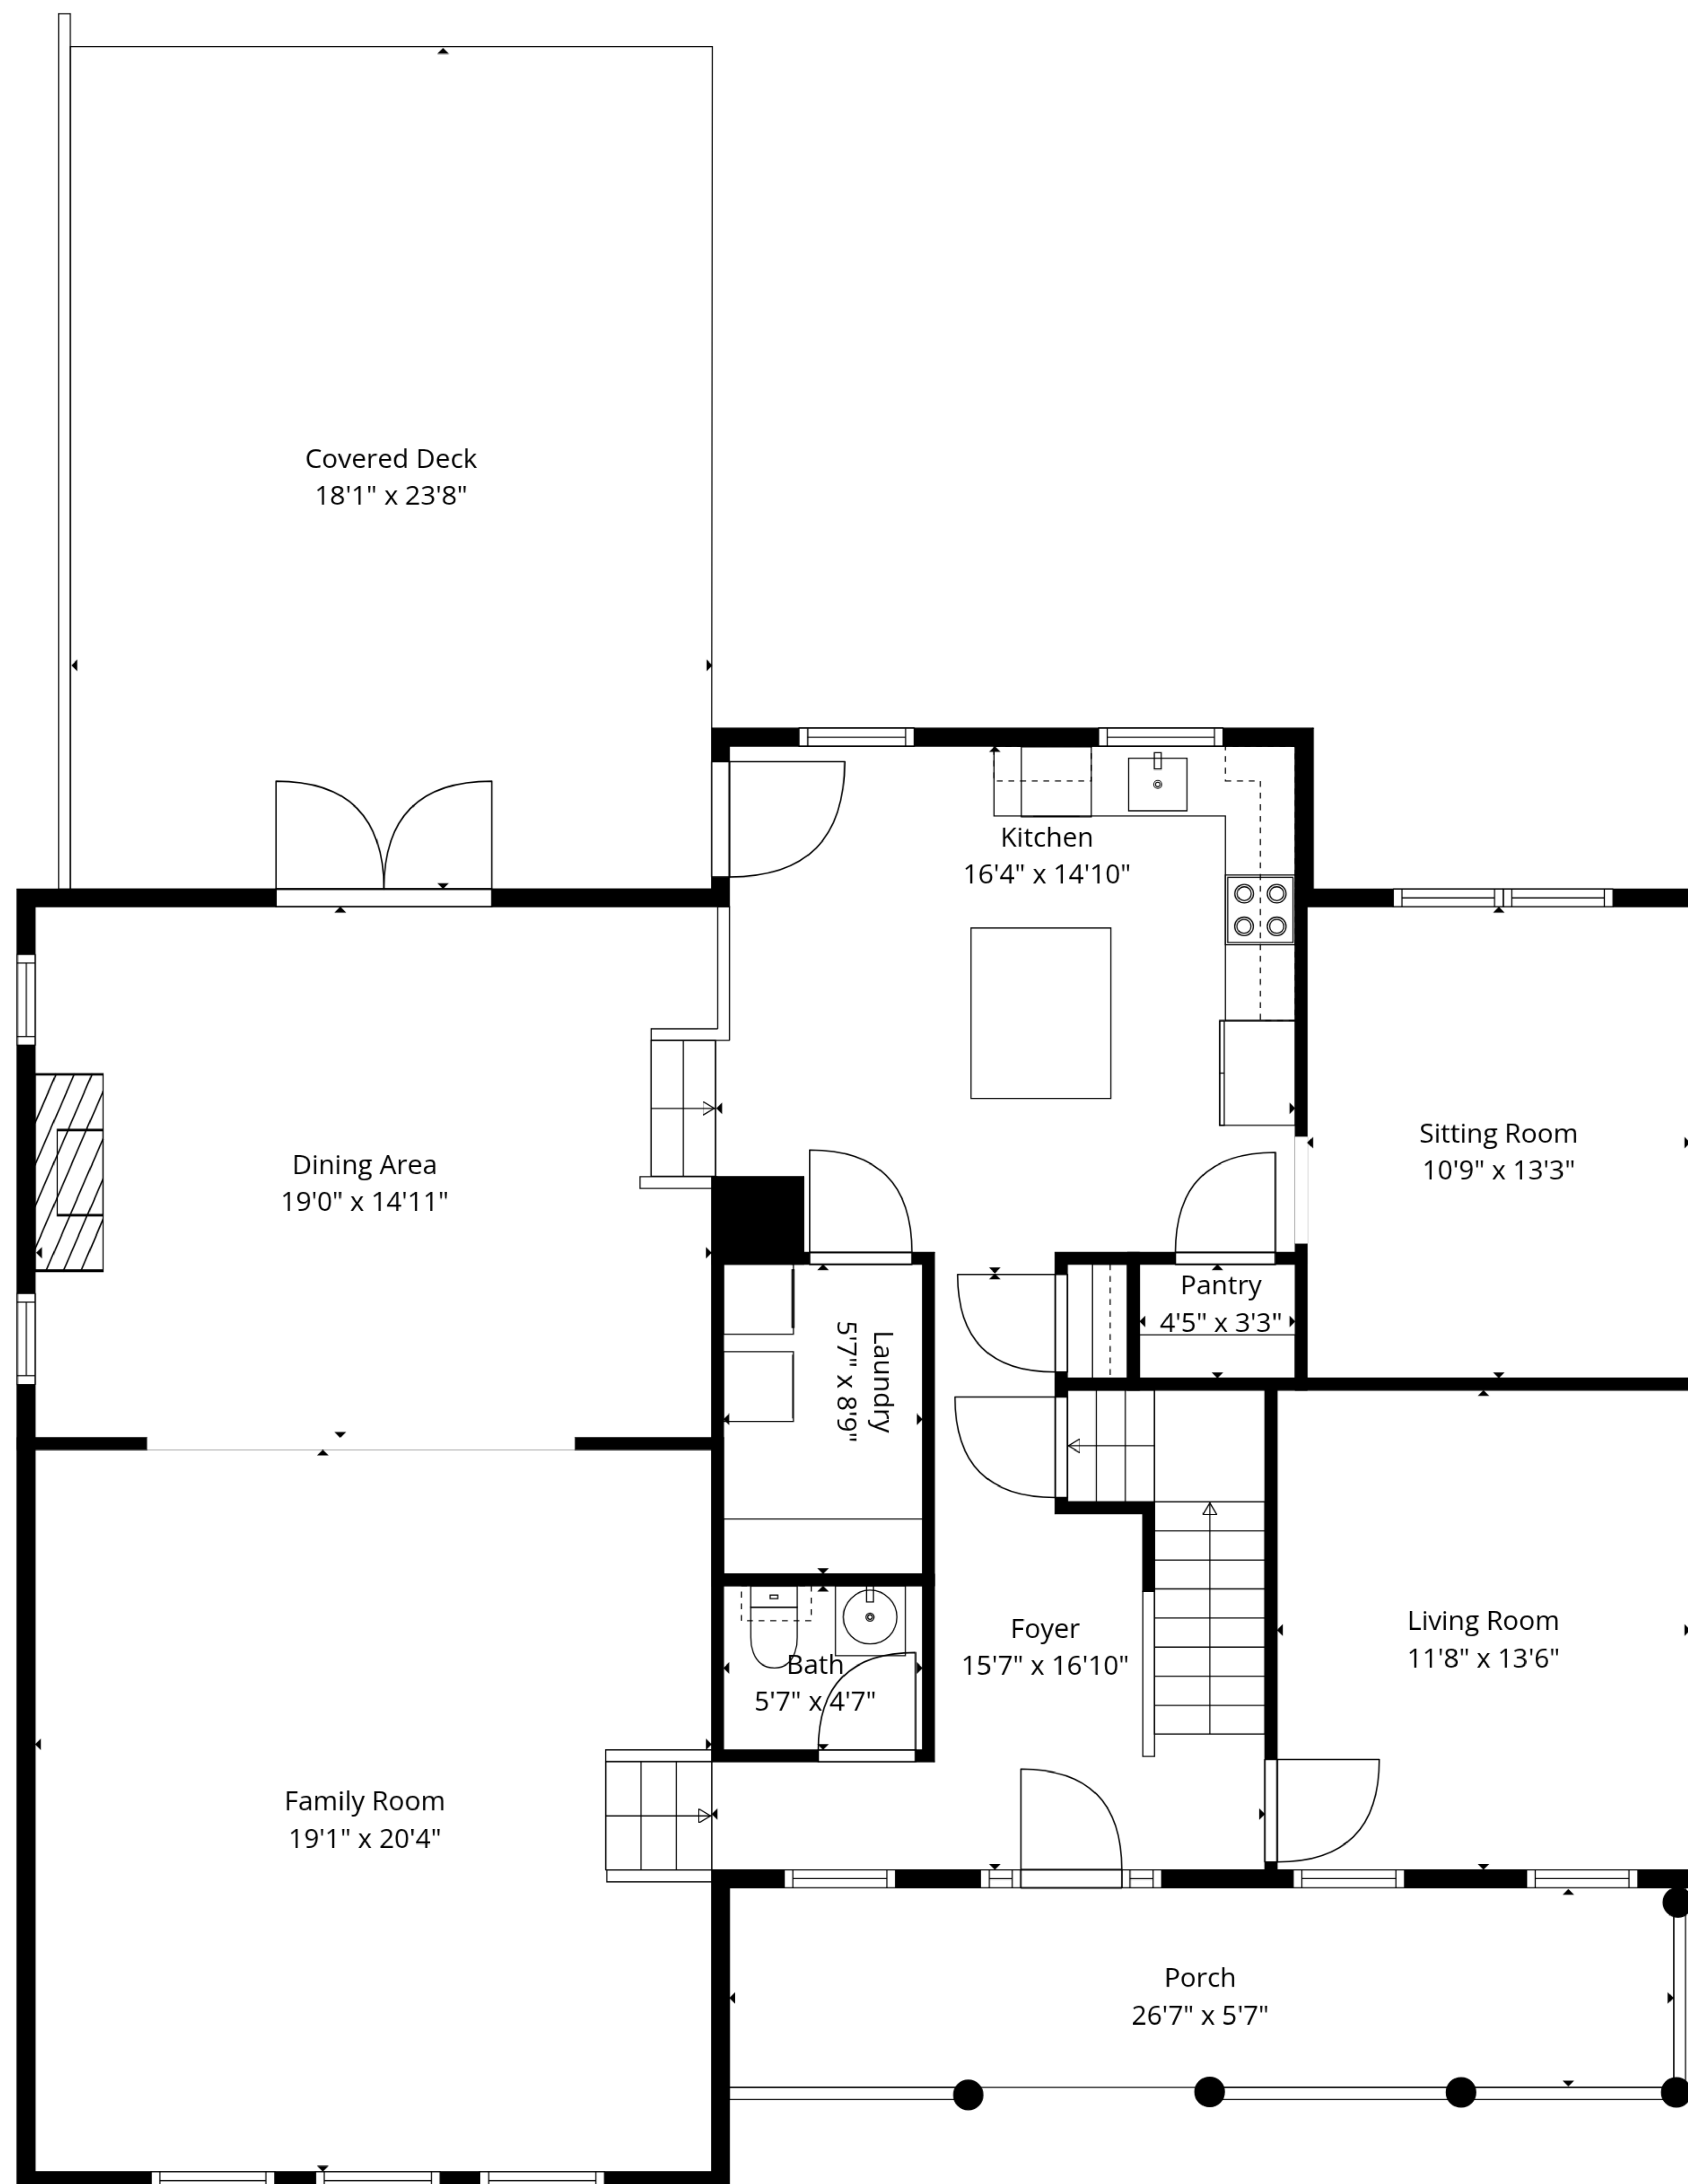 Covered Deck
18'1" x 23'8"
Kitchen
16'4" x 14'10"
Dining Area
19'0" x 14'11"
Sitting Room
10'9" x 13'3"
Pantry
4'5" x 3'3"
Laundry
5'7" x 8'9"
Foyer
15'7" x 16'10"
Living Room
11'8" x 13'6"
Bath
5'7" x 4'7"
Family Room
19'1" x 20'4"
Porch
26'7" x 5'7"